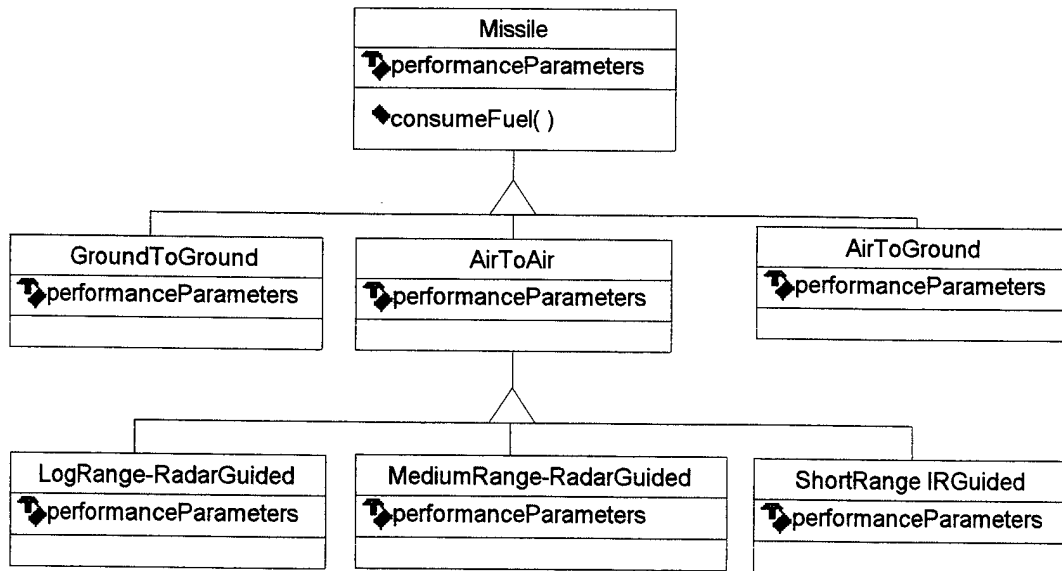 Missile
performanceParameters
consumeFuel( )
GroundToGround
performanceParameters
AirToAir
performanceParameters
AirToGround
performanceParameters
LogRange-RadarGuided
performanceParameters
MediumRange-RadarGuided
performanceParameters
ShortRange IRGuided
performanceParameters